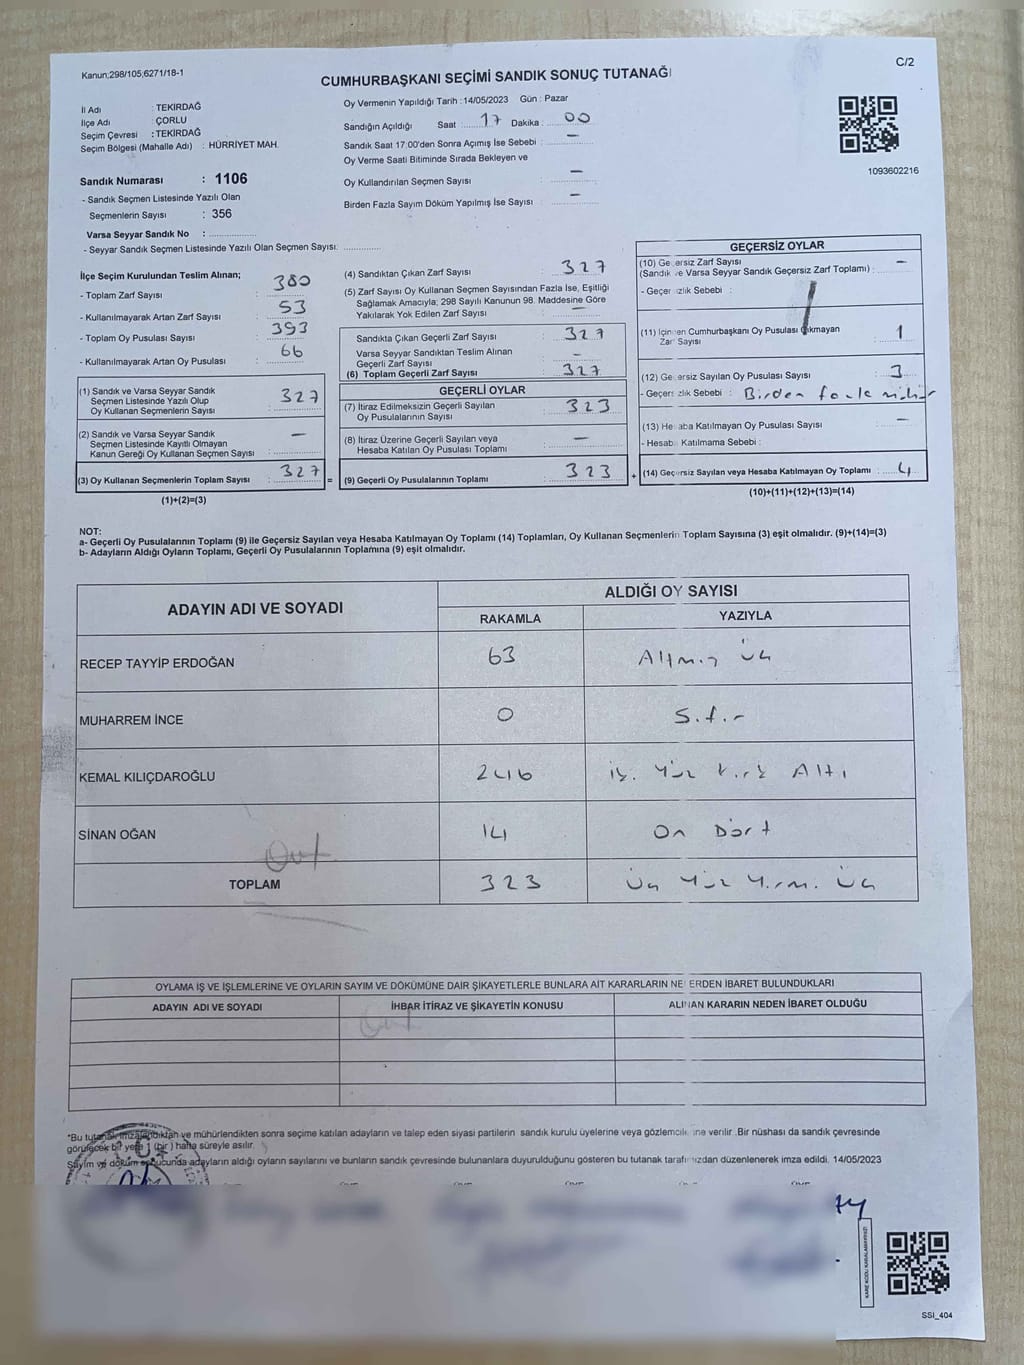 Kanun;298/105,6271/18-1
C/2
CUMHURBAŞKANI SEÇİMİ SANDIK SONUÇ TUTANAĞI
İl Adı : TEKİRDAĞ
İlçe Adı : ÇORLU
Seçim Çevresi : TEKİRDAĞ
Seçim Bölgesi (Mahalle Adı) : HÜRRİYET MAH.
Sandık Numarası : 1106
- Sandık Seçmen Listesinde Yazılı Olan
Seçmenlerin Sayısı : 356
Varsa Seyyar Sandık No : ....................
- Seyyar Sandık Seçmen Listesinde Yazılı Olan Seçmen Sayısı: ...............
Oy Vermenin Yapıldığı Tarih :14/05/2023 Gün : Pazar
Sandığın Açıldığı Saat : 17 Dakika : 00
Sandık Saat 17:00'den Sonra Açımış İse Sebebi : —
Oy Verme Saati Bitiminde Sırada Bekleyen ve
Oy Kullandırılan Seçmen Sayısı : —
Birden Fazla Sayım Döküm Yapılmış İse Sayısı : —
1093602216
İlçe Seçim Kurulundan Teslim Alınan;
- Toplam Zarf Sayısı : 380
- Kullanılmayarak Artan Zarf Sayısı : 53
- Toplam Oy Pusulası Sayısı : 393
- Kullanılmayarak Artan Oy Pusulası : 66
(1) Sandık ve Varsa Seyyar Sandık
Seçmen Listesinde Yazılı Olup
Oy Kullanan Seçmenlerin Sayısı : 327
(2) Sandık ve Varsa Seyyar Sandık
Seçmen Listesinde Kayıtlı Olmayan
Kanun Gereği Oy Kullanan Seçmen Sayısı : —
(3) Oy Kullanan Seçmenlerin Toplam Sayısı : 327 =
(1)+(2)=(3)
(4) Sandıktan Çıkan Zarf Sayısı : 327
(5) Zarf Sayısı Oy Kullanan Seçmen Sayısından Fazla İse, Eşitliği
Sağlamak Amacıyla; 298 Sayılı Kanunun 98. Maddesine Göre
Yakılarak Yok Edilen Zarf Sayısı : —
Sandıkta Çıkan Geçerli Zarf Sayısı : 327
Varsa Seyyar Sandıktan Teslim Alınan
Geçerli Zarf Sayısı : —
(6) Toplam Geçerli Zarf Sayısı : 327
GEÇERLİ OYLAR
(7) İtiraz Edilmeksizin Geçerli Sayılan
Oy Pusulalarının Sayısı : 323
(8) İtiraz Üzerine Geçerli Sayılan veya
Hesaba Katılan Oy Pusulası Toplamı : —
(9) Geçerli Oy Pusulalarının Toplamı : 323 +
GEÇERSİZ OYLAR
(10) Geçersiz Zarf Sayısı
(Sandık ve Varsa Seyyar Sandık Geçersiz Zarf Toplamı) : —
- Geçersizlik Sebebi :
(11) İçinden Cumhurbaşkanı Oy Pusulası Çıkmayan
Zarf Sayısı : 1
(12) Geçersiz Sayılan Oy Pusulası Sayısı : 3
- Geçersizlik Sebebi : Birden fazla mühür
(13) Hesaba Katılmayan Oy Pusulası Sayısı : —
- Hesaba Katılmama Sebebi :
(14) Geçersiz Sayılan veya Hesaba Katılmayan Oy Toplamı : 4
(10)+(11)+(12)+(13)=(14)
NOT:
a- Geçerli Oy Pusulalarının Toplamı (9) ile Geçersiz Sayılan veya Hesaba Katılmayan Oy Toplamı (14) Toplamları, Oy Kullanan Seçmenlerin Toplam Sayısına (3) eşit olmalıdır. (9)+(14)=(3)
b- Adayların Aldığı Oyların Toplamı, Geçerli Oy Pusulalarının Toplamına (9) eşit olmalıdır.
ADAYIN ADI VE SOYADI
ALDIĞI OY SAYISI
RAKAMLA YAZIYLA
RECEP TAYYİP ERDOĞAN 63 Altmış Üç
MUHARREM İNCE 0 Sıfır
KEMAL KILIÇDAROĞLU 246 İki Yüz Kırk Altı
SİNAN OĞAN 14 On Dört
TOPLAM 323 Üç Yüz Yirmi Üç
OYLAMA İŞ VE İŞLEMLERİNE VE OYLARIN SAYIM VE DÖKÜMÜNE DAİR ŞİKAYETLERLE BUNLARA AİT KARARLARIN NELERDEN İBARET BULUNDUKLARI
ADAYIN ADI VE SOYADI İHBAR İTİRAZ VE ŞİKAYETİN KONUSU ALINAN KARARIN NEDEN İBARET OLDUĞU
*Bu tutanak imzalandıktan ve mühürlendikten sonra seçime katılan adayların ve talep eden siyasi partilerin sandık kurulu üyelerine veya gözlemcilerine verilir .Bir nüshası da sandık çevresinde
görülecek bir yere 1 (bir ) hafta süreyle asılır.
Sayım ve döküm sonucunda adayların aldığı oyların sayılarını ve bunların sandık çevresinde bulunanlara duyurulduğunu gösteren bu tutanak tarafımızdan düzenlenerek imza edildi. 14/05/2023
KARE KODU KARALAMAYINIZ!
SSI_404